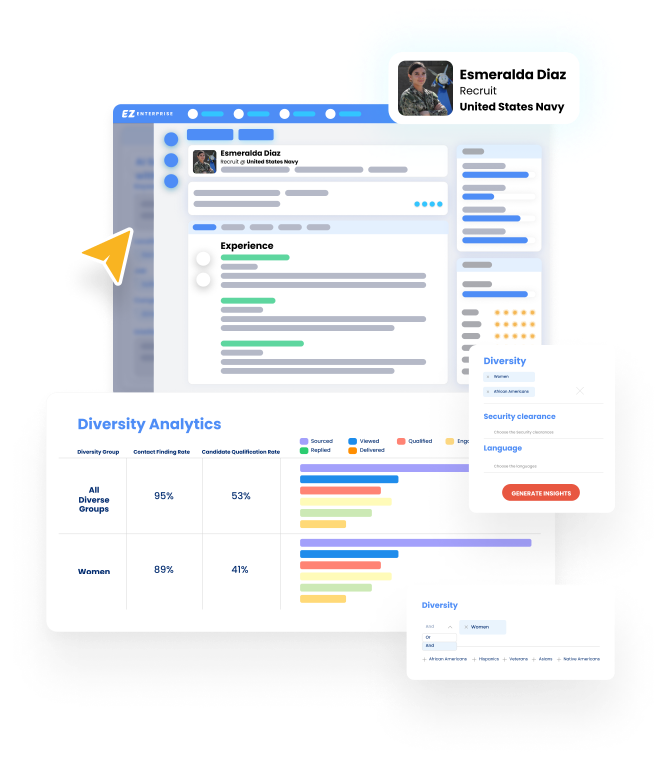 Esmeralda Diaz
Recruit
United States Navy
EZ ENTERPRISE
Esmeralda Diaz
Recruit @ United States Navy
Experience
Diversity
× Women
× African Americans
Security clearance
Choose the security clearances
Language
Choose the languages
GENERATE INSIGHTS
Diversity Analytics
Sourced Viewed Qualified
Replied Delivered
Diversity Group Contact Finding Rate Candidate Qualification Rate
All
Diverse
Groups
95% 53%
Women 89% 41%
Diversity
And × Women
Or
And
+ African Americans + Hispanics + Veterans + Asians + Native Americans